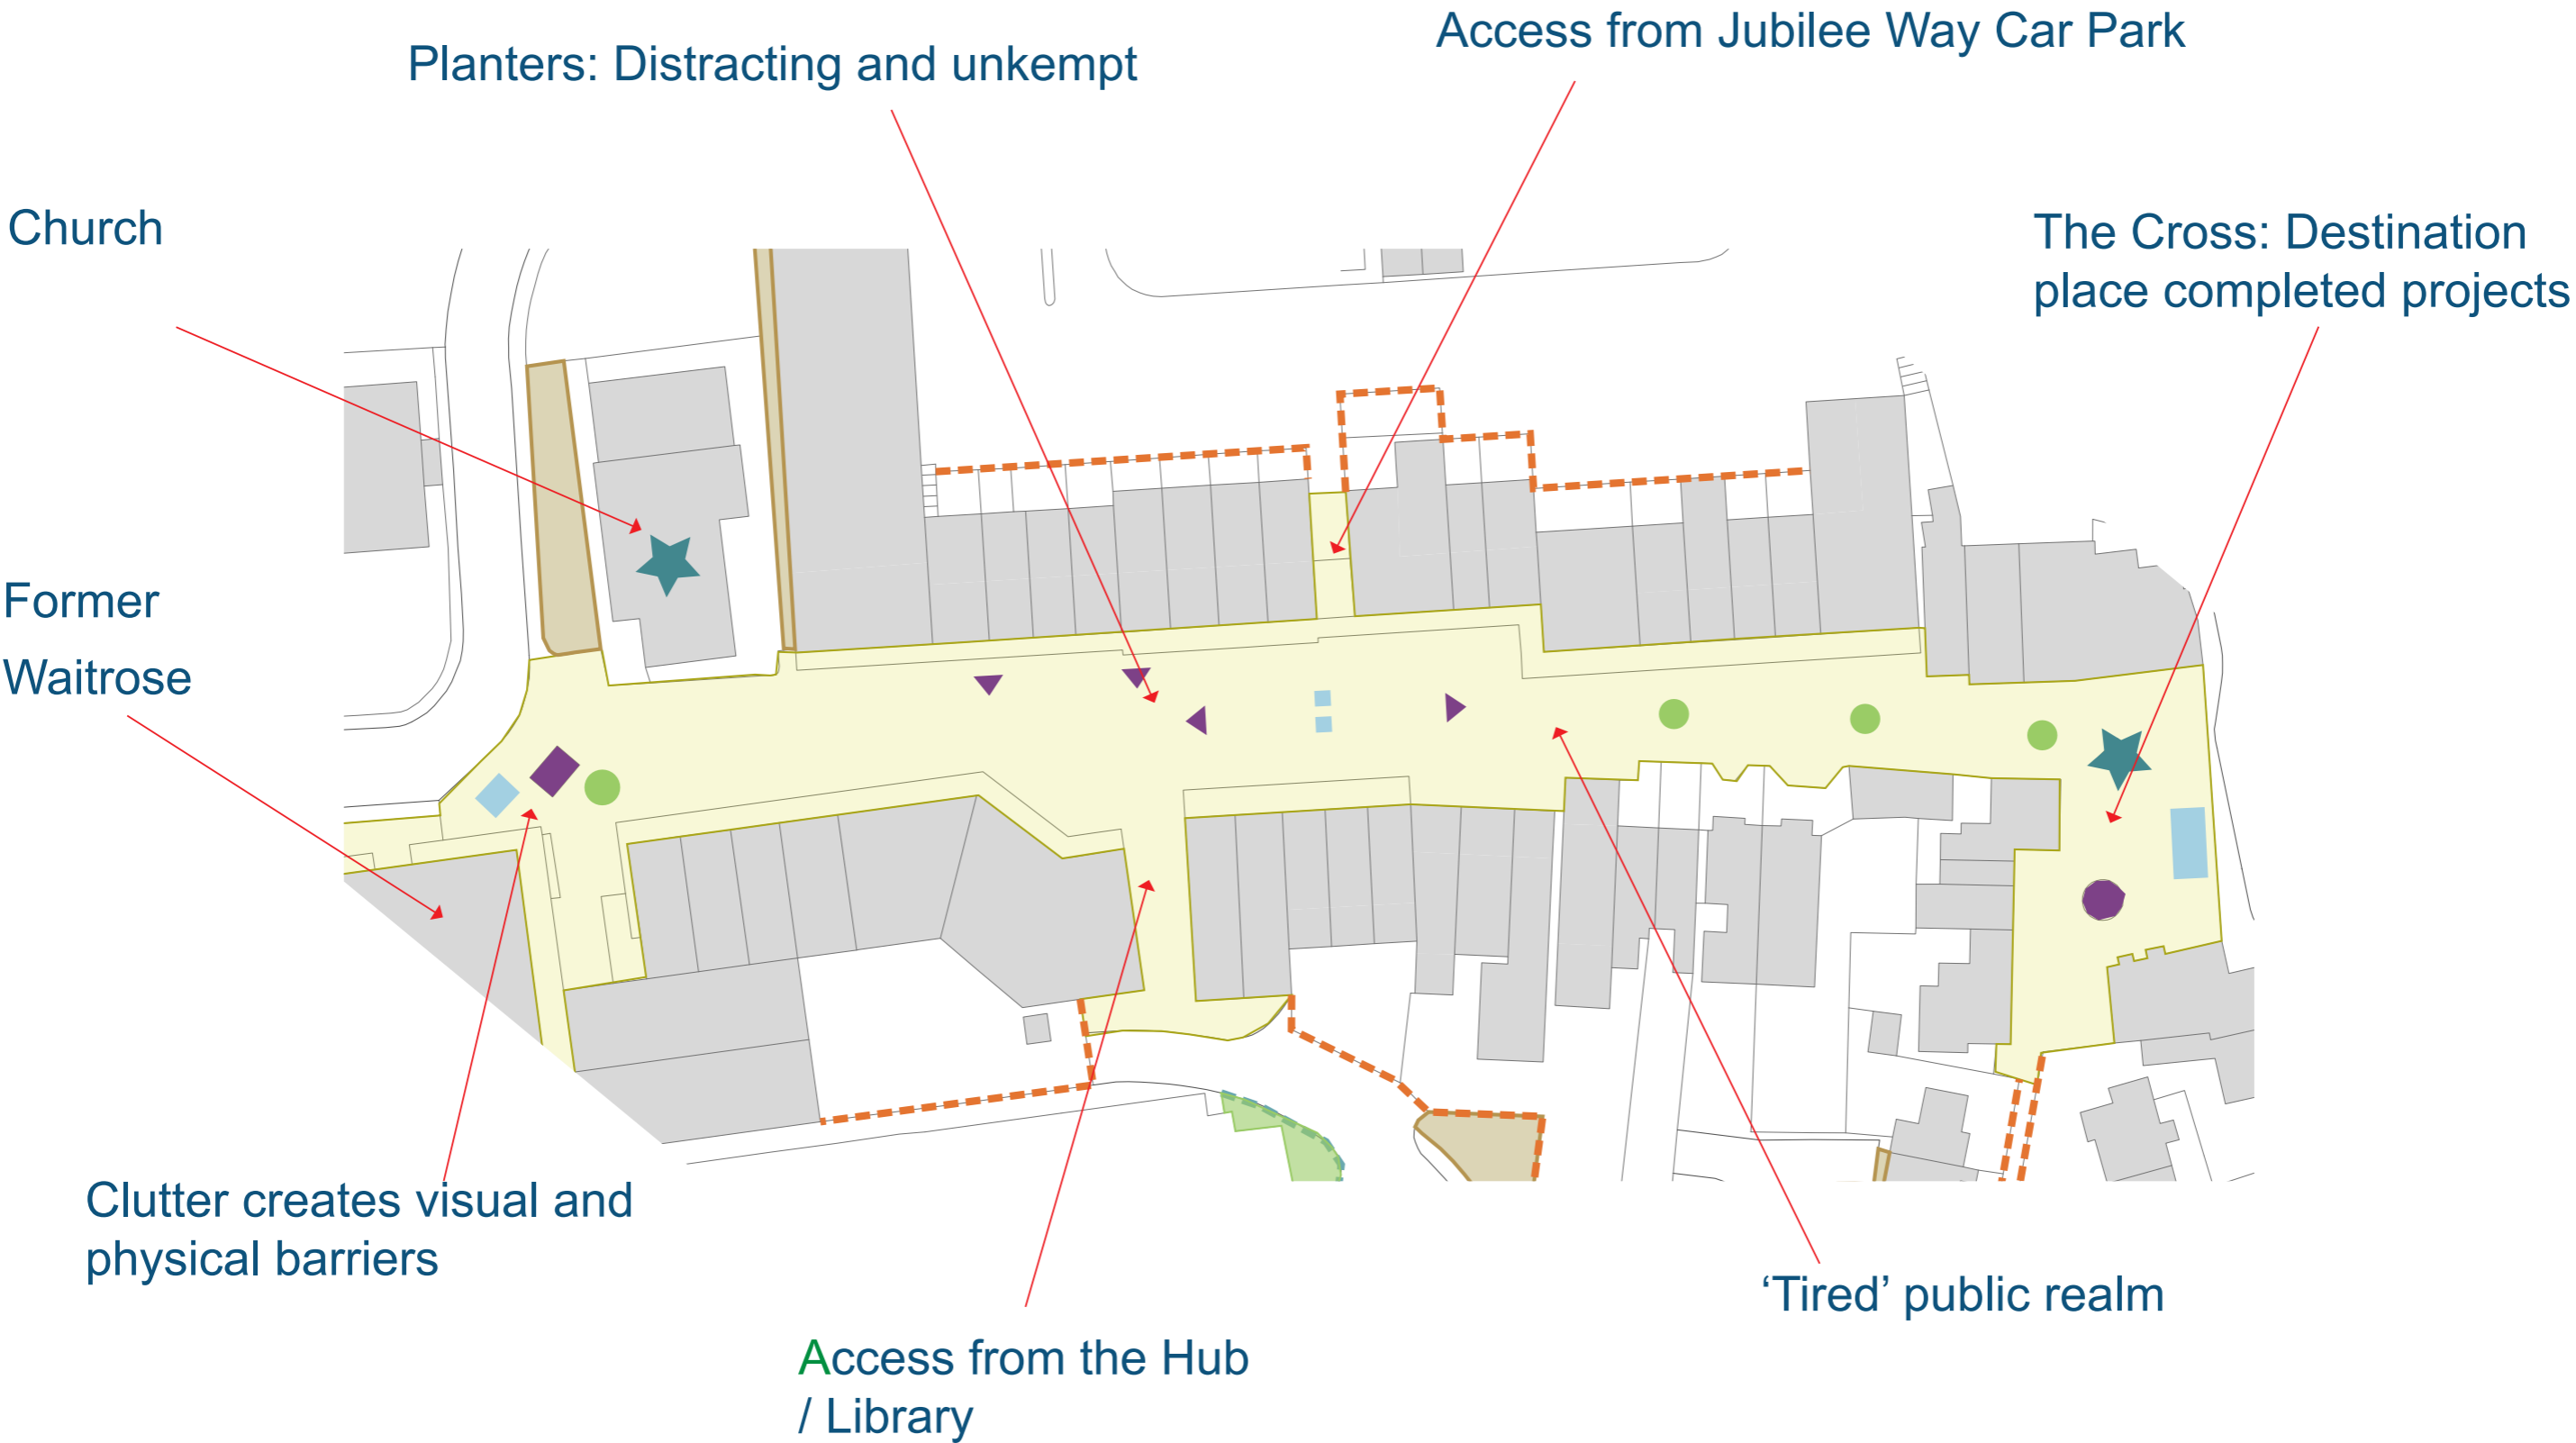 Access from Jubilee Way Car Park
Planters: Distracting and unkempt
Church
The Cross: Destination
place completed projects
Former
Waitrose
Clutter creates visual and
physical barriers
‘Tired’ public realm
Access from the Hub
/ Library